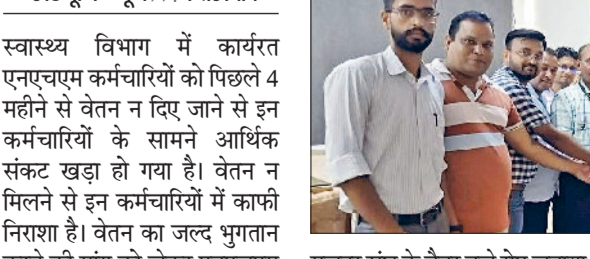 स्वास्थ्य विभाग में कार्यरत
एनएचएम कर्मचारियों को पिछले 4
महीने से वेतन न दिए जाने से इन
कर्मचारियों के सामने आर्थिक
संकट खड़ा हो गया है। वेतन न
मिलने से इन कर्मचारियों में काफी
निराशा है। वेतन का जल्द भुगतान